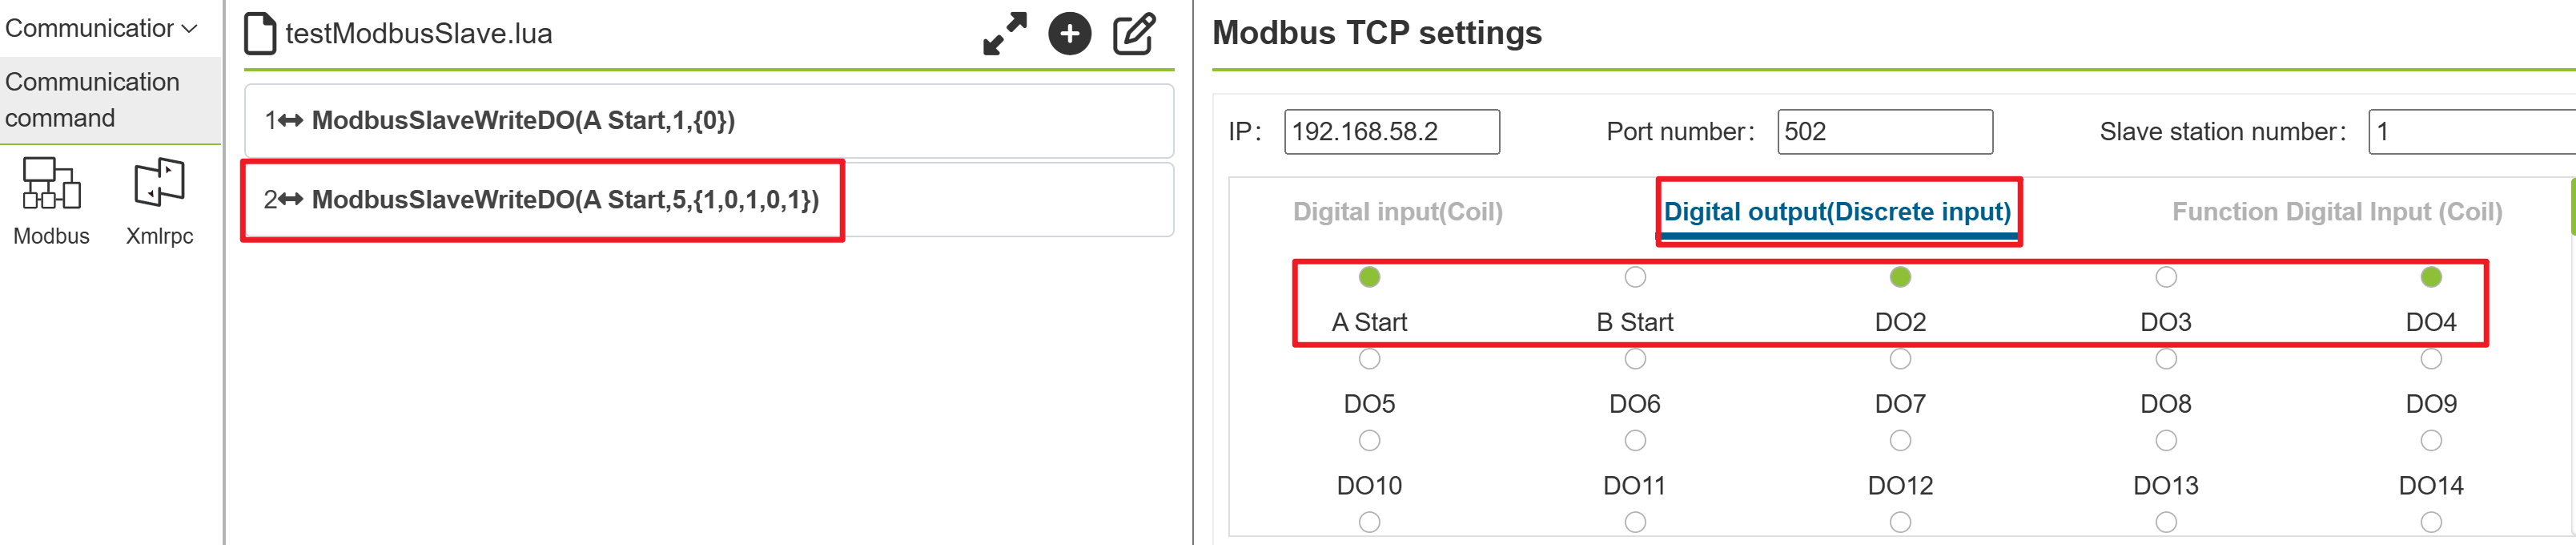 Communicatior
Communication
command
Modbus Xmlrpc
testModbusSlave.lua
1 ModbusSlaveWriteDO(A Start,1,{0})
2 ModbusSlaveWriteDO(A Start,5,{1,0,1,0,1})
Modbus TCP settings
IP: 192.168.58.2 Port number: 502 Slave station number: 1
Digital input(Coil) Digital output(Discrete input) Function Digital Input (Coil)
A Start B Start DO2 DO3 DO4
DO5 DO6 DO7 DO8 DO9
DO10 DO11 DO12 DO13 DO14